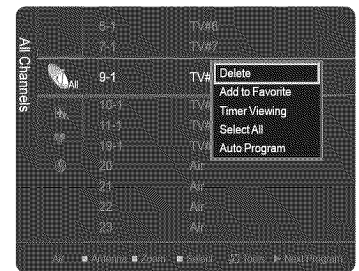 All Channels
6-1 TV#6
7-1 TV#7
All 9-1 TV#
Delete
Add to Favorite
Timer Viewing
Select All
Auto Program
10-1 TV#
11-1 TV#
19-1 TV#
20 Air
21 Air
22 Air
23 Air
Air Antenna Zoom Select Tools Next Program